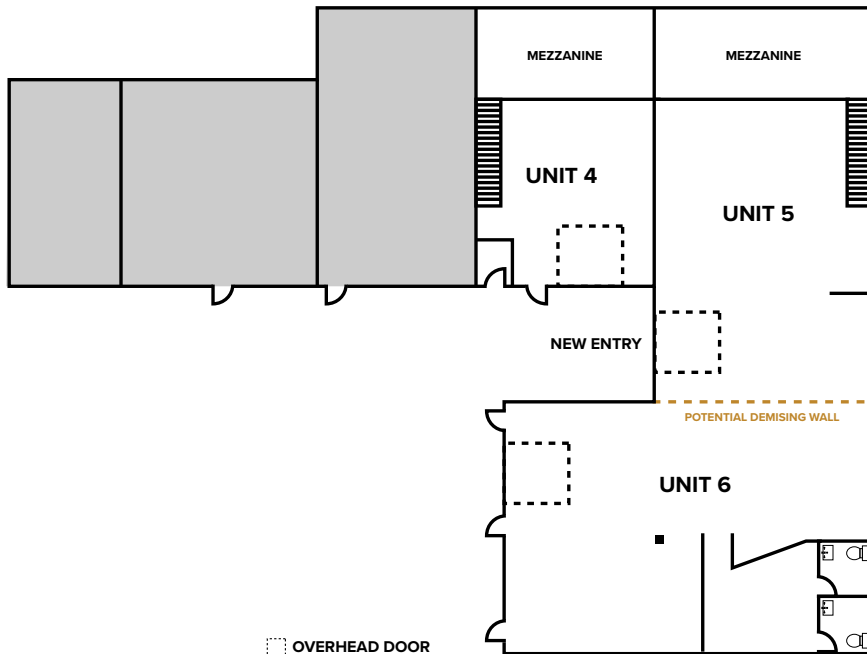 MEZZANINE
MEZZANINE
UNIT 4
UNIT 5
NEW ENTRY
POTENTIAL DEMISING WALL
UNIT 6
OVERHEAD DOOR